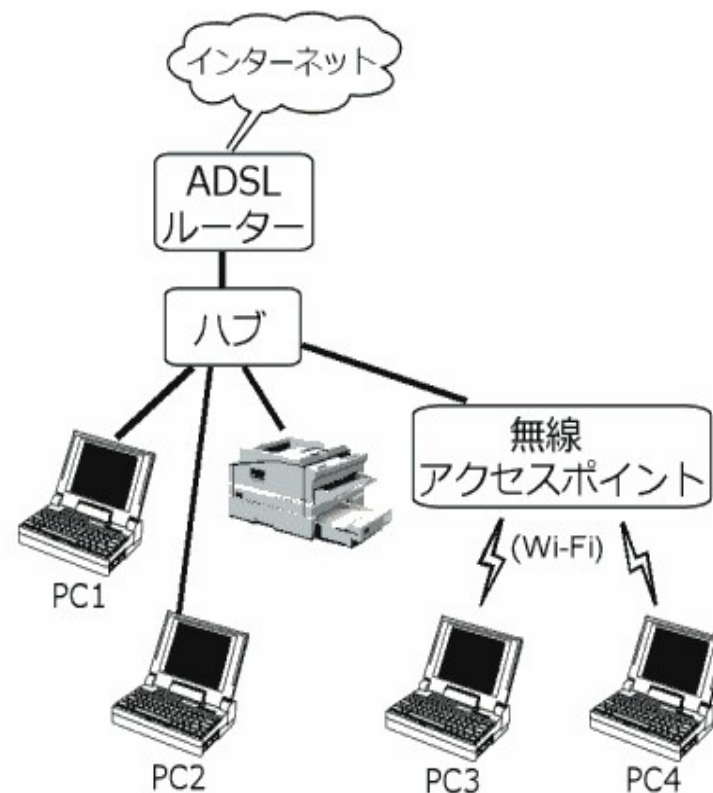 インターネット
ADSL
ルーター
ハブ
無線
アクセスポイント
(Wi-Fi)
PC1
PC2
PC3
PC4